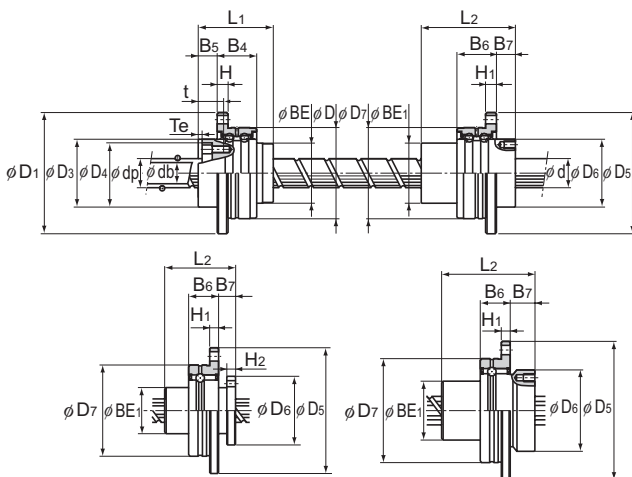 L1
L2
B5 B4
B6 B7
H
H1
t
Te
φBE φD φD7 φBE1
φD1 φD3 φD4 φdp φdb
φd φD6 φD5
L2
B6 B7
H1
H2
φD7 φBE1
φD6 φD5
L2
B6 B7
H1
φD7 φBE1
φD6 φD5